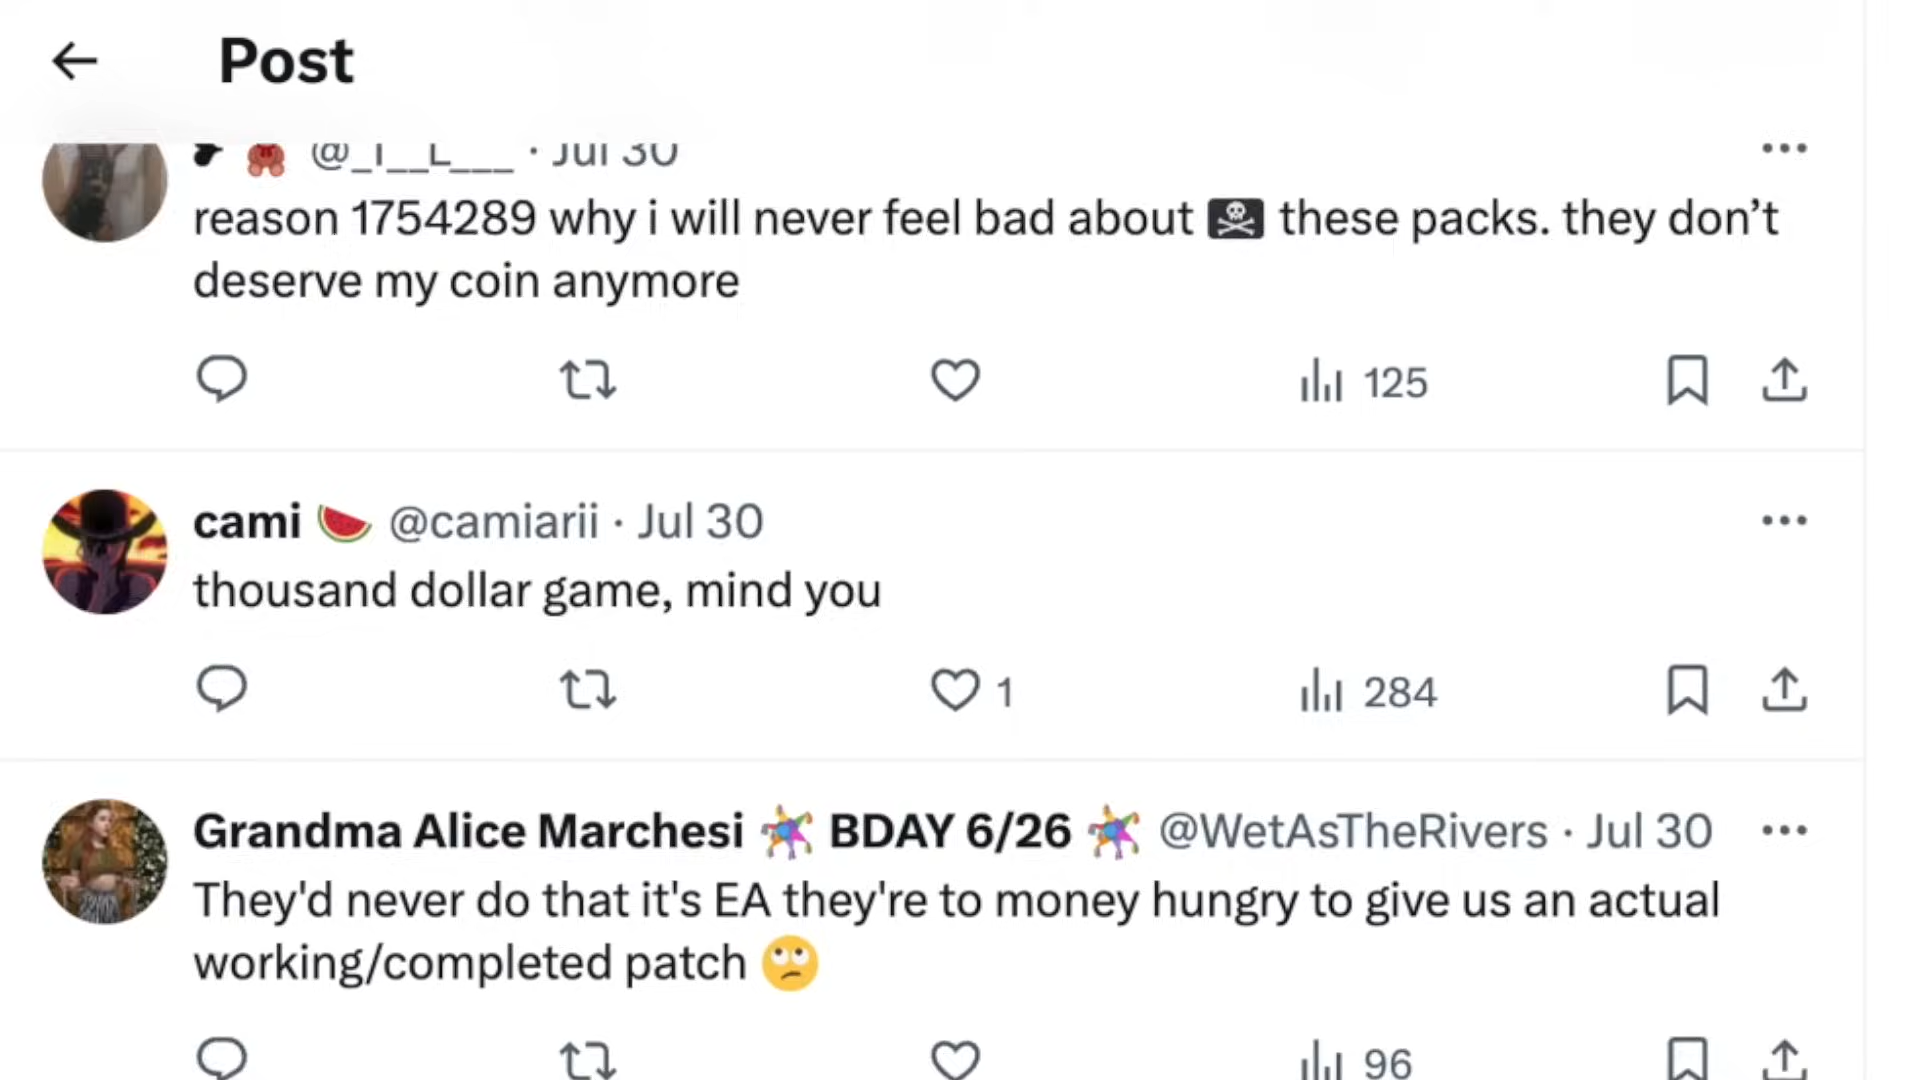 Post
Jul 30
reason 1754289 why i will never feel bad about 🏴‍☠️ these packs. they don’t
deserve my coin anymore
125
cami 🍉 @camiarii · Jul 30
thousand dollar game, mind you
1 284
Grandma Alice Marchesi 🪅 BDAY 6/26 🪅 @WetAsTheRivers · Jul 30
They'd never do that it's EA they're to money hungry to give us an actual
working/completed patch 🙄
96